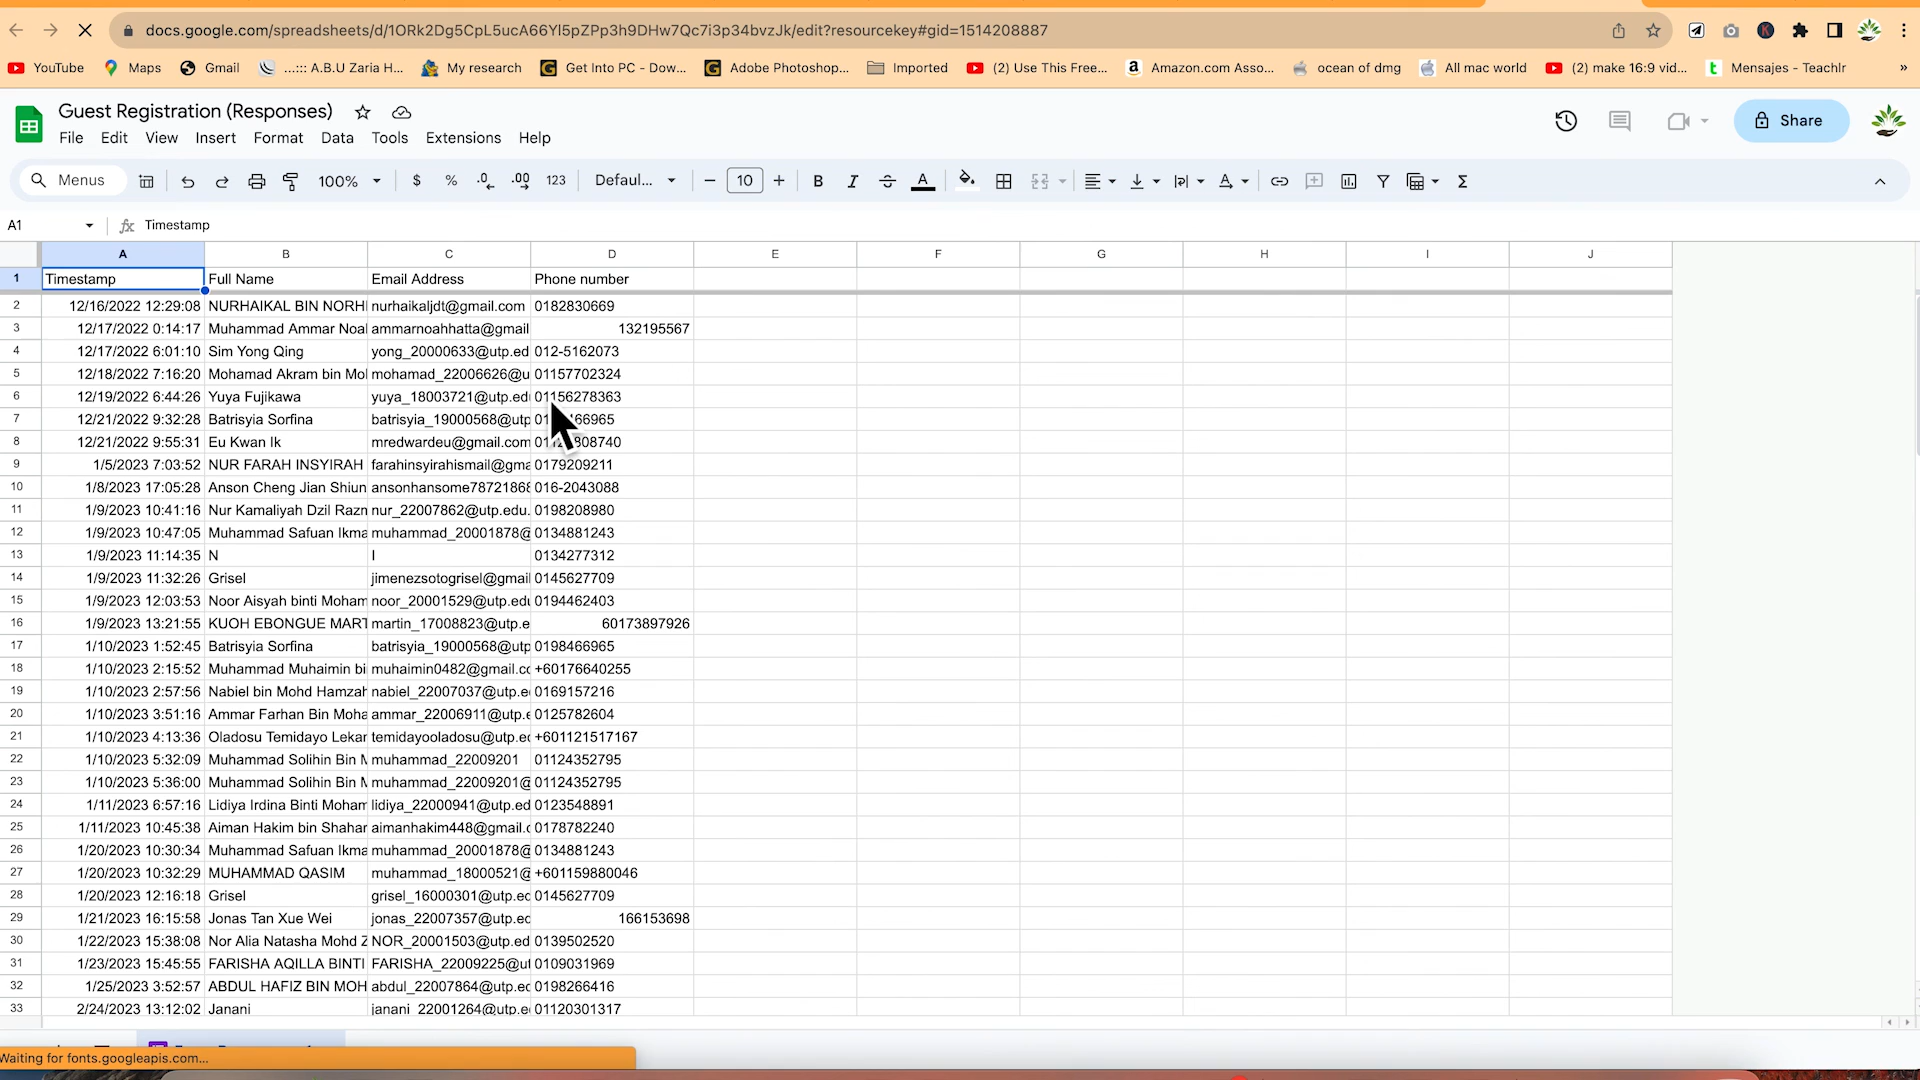 docs.google.com/spreadsheets/d/1ORk2Dg5CpL5ucA66Yl5pZPp3h9DHw7Qc7i3p34bvzJk/edit?resourcekey#gid=1514208887
YouTube Maps Gmail ...::: A.B.U Zaria H... My research Get Into PC - Dow... Adobe Photoshop... Imported (2) Use This Free... Amazon.com Asso... ocean of dmg All mac world (2) make 16:9 vid... Mensajes - Teachlr »
Guest Registration (Responses)
File Edit View Insert Format Data Tools Extensions Help
Share
Menus 100% $ % .0 .00 123 Defaul... − 10 + B I A Σ
A1 fx Timestamp
A B C D E F G H I J
1 Timestamp Full Name Email Address Phone number
2 12/16/2022 12:29:08 NURHAIKAL BIN NORHI nurhaikaljdt@gmail.com 0182830669
3 12/17/2022 0:14:17 Muhammad Ammar Noa ammarnoahhatta@gmail 132195567
4 12/17/2022 6:01:10 Sim Yong Qing yong_20000633@utp.ed 012-5162073
5 12/18/2022 7:16:20 Mohamad Akram bin Mo mohamad_22006626@u 01157702324
6 12/19/2022 6:44:26 Yuya Fujikawa yuya_18003721@utp.ed 01156278363
7 12/21/2022 9:32:28 Batrisyia Sorfina batrisyia_19000568@utp
8 12/21/2022 9:55:31 Eu Kwan Ik mredwardeu@gmail.com
9 1/5/2023 7:03:52 NUR FARAH INSYIRAH farahinsyirahismail@gma 0179209211
10 1/8/2023 17:05:28 Anson Cheng Jian Shiun ansonhansome78721868 016-2043088
11 1/9/2023 10:41:16 Nur Kamaliyah Dzil Razn nur_22007862@utp.edu. 0198208980
12 1/9/2023 10:47:05 Muhammad Safuan Ikma muhammad_20001878@ 0134881243
13 1/9/2023 11:14:35 N I 0134277312
14 1/9/2023 11:32:26 Grisel jimenezsotogrisel@gmai 0145627709
15 1/9/2023 12:03:53 Noor Aisyah binti Moham noor_20001529@utp.edu 0194462403
16 1/9/2023 13:21:55 KUOH EBONGUE MART martin_17008823@utp.e 60173897926
17 1/10/2023 1:52:45 Batrisyia Sorfina batrisyia_19000568@utp 0198466965
18 1/10/2023 2:15:52 Muhammad Muhaimin bi muhaimin0482@gmail.co +60176640255
19 1/10/2023 2:57:56 Nabiel bin Mohd Hamzah nabiel_22007037@utp.e 0169157216
20 1/10/2023 3:51:16 Ammar Farhan Bin Moha ammar_22006911@utp.e 0125782604
21 1/10/2023 4:13:36 Oladosu Temidayo Lekan temidayooladosu@utp.ed +601121517167
22 1/10/2023 5:32:09 Muhammad Solihin Bin M muhammad_22009201 01124352795
23 1/10/2023 5:36:00 Muhammad Solihin Bin M muhammad_22009201@ 01124352795
24 1/11/2023 6:57:16 Lidiya Irdina Binti Moham lidiya_22000941@utp.ed 0123548891
25 1/11/2023 10:45:38 Aiman Hakim bin Shahar aimanhakim448@gmail.c 0178782240
26 1/20/2023 10:30:34 Muhammad Safuan Ikma muhammad_20001878@ 0134881243
27 1/20/2023 10:32:29 MUHAMMAD QASIM muhammad_18000521@ +601159880046
28 1/20/2023 12:16:18 Grisel grisel_16000301@utp.ed 0145627709
29 1/21/2023 16:15:58 Jonas Tan Xue Wei jonas_22007357@utp.ed 166153698
30 1/22/2023 15:38:08 Nor Alia Natasha Mohd Z NOR_20001503@utp.ed 0139502520
31 1/23/2023 15:45:55 FARISHA AQILLA BINTI FARISHA_22009225@ut 0109031969
32 1/25/2023 3:52:57 ABDUL HAFIZ BIN MOH abdul_22007864@utp.ed 0198266416
33 2/24/2023 13:12:02 Janani janani_22001264@utp.e 01120301317
Waiting for fonts.googleapis.com...